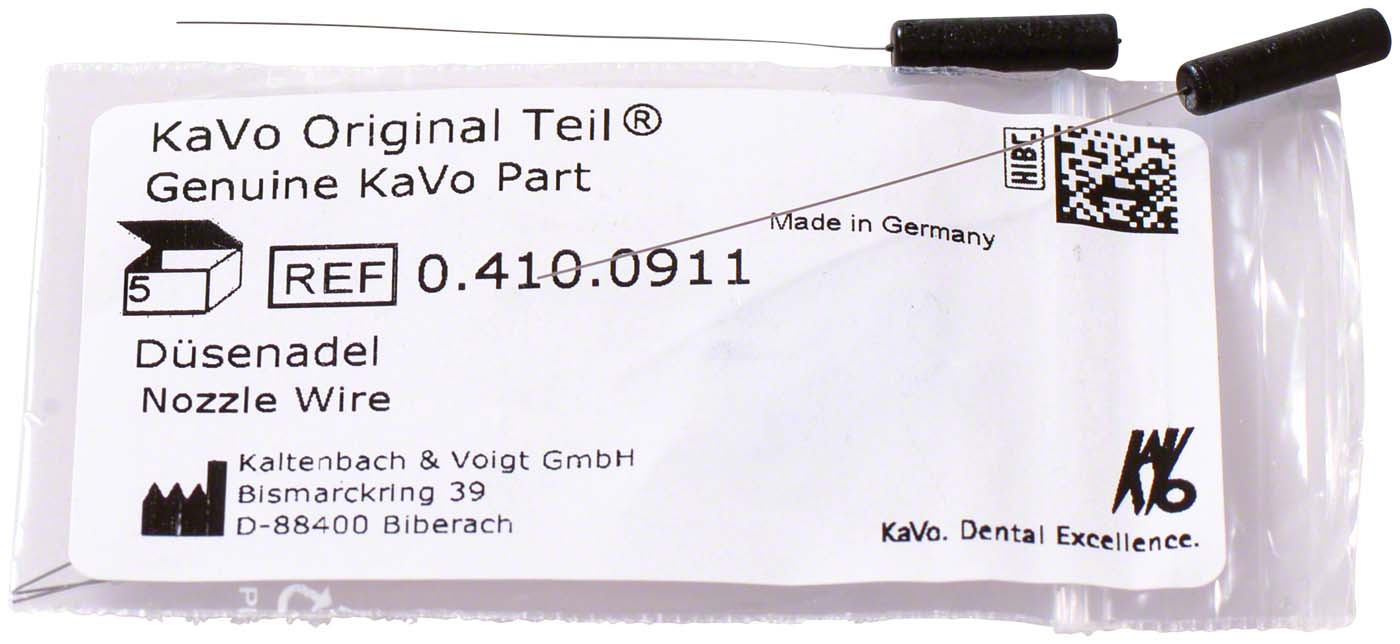 KaVo Original Teil®
Genuine KaVo Part
HIBC
Made in Germany
5
REF 0.410.0911
Düsenadel
Nozzle Wire
Kaltenbach & Voigt GmbH
Bismarckring 39
D-88400 Biberach
KaVo
KaVo. Dental Excellence.